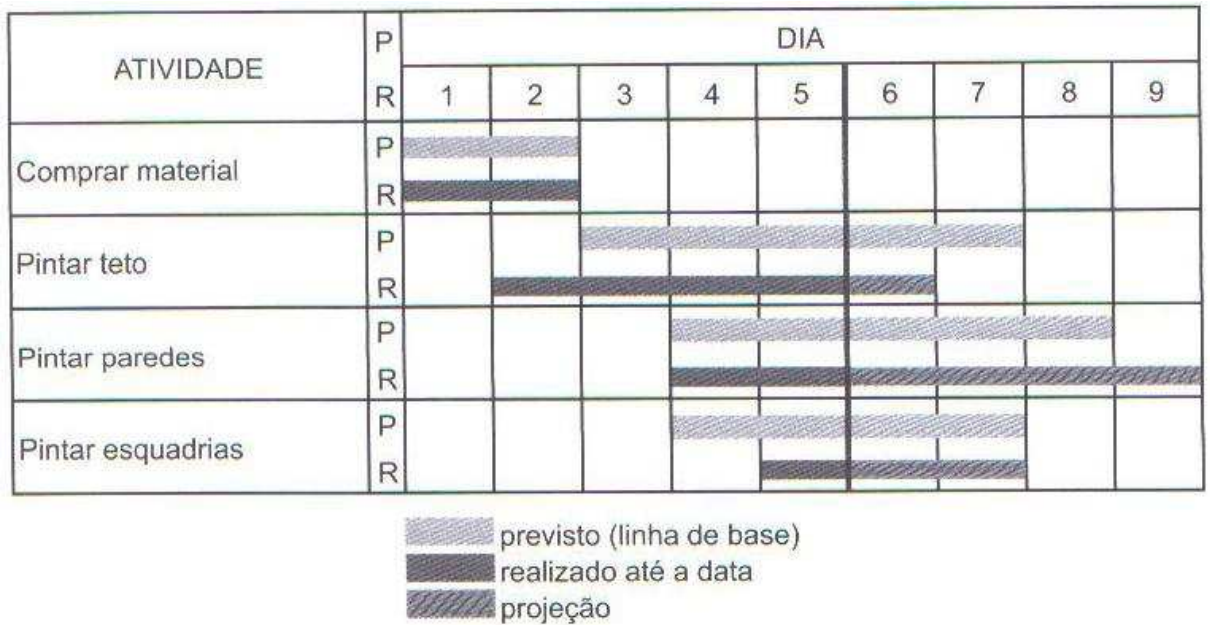 ATIVIDADE P R DIA
1 2 3 4 5 6 7 8 9
Comprar material P R
Pintar teto P R
Pintar paredes P R
Pintar esquadrias P R
previsto (linha de base)
realizado até a data
projeção